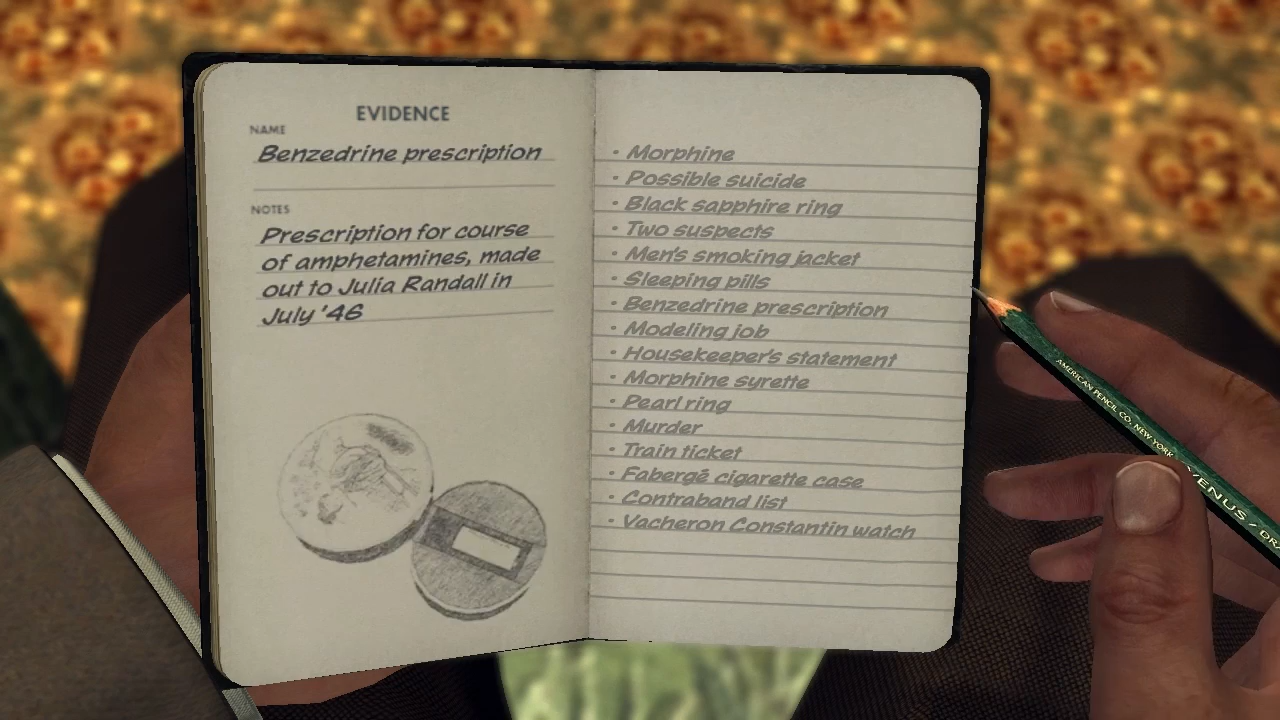 EVIDENCE
NAME
Benzedrine prescription
NOTES
Prescription for course
of amphetamines, made
out to Julia Randall in
July '46
• Morphine
• Possible suicide
• Black sapphire ring
• Two suspects
• Men's smoking jacket
• Sleeping pills
• Benzedrine prescription
• Modeling job
• Housekeeper's statement
• Morphine syrette
• Pearl ring
• Murder
• Train ticket
• Fabergé cigarette case
• Contraband list
• Vacheron Constantin watch
AMERICAN PENCIL CO. NEW YORK
VENUS / DRA